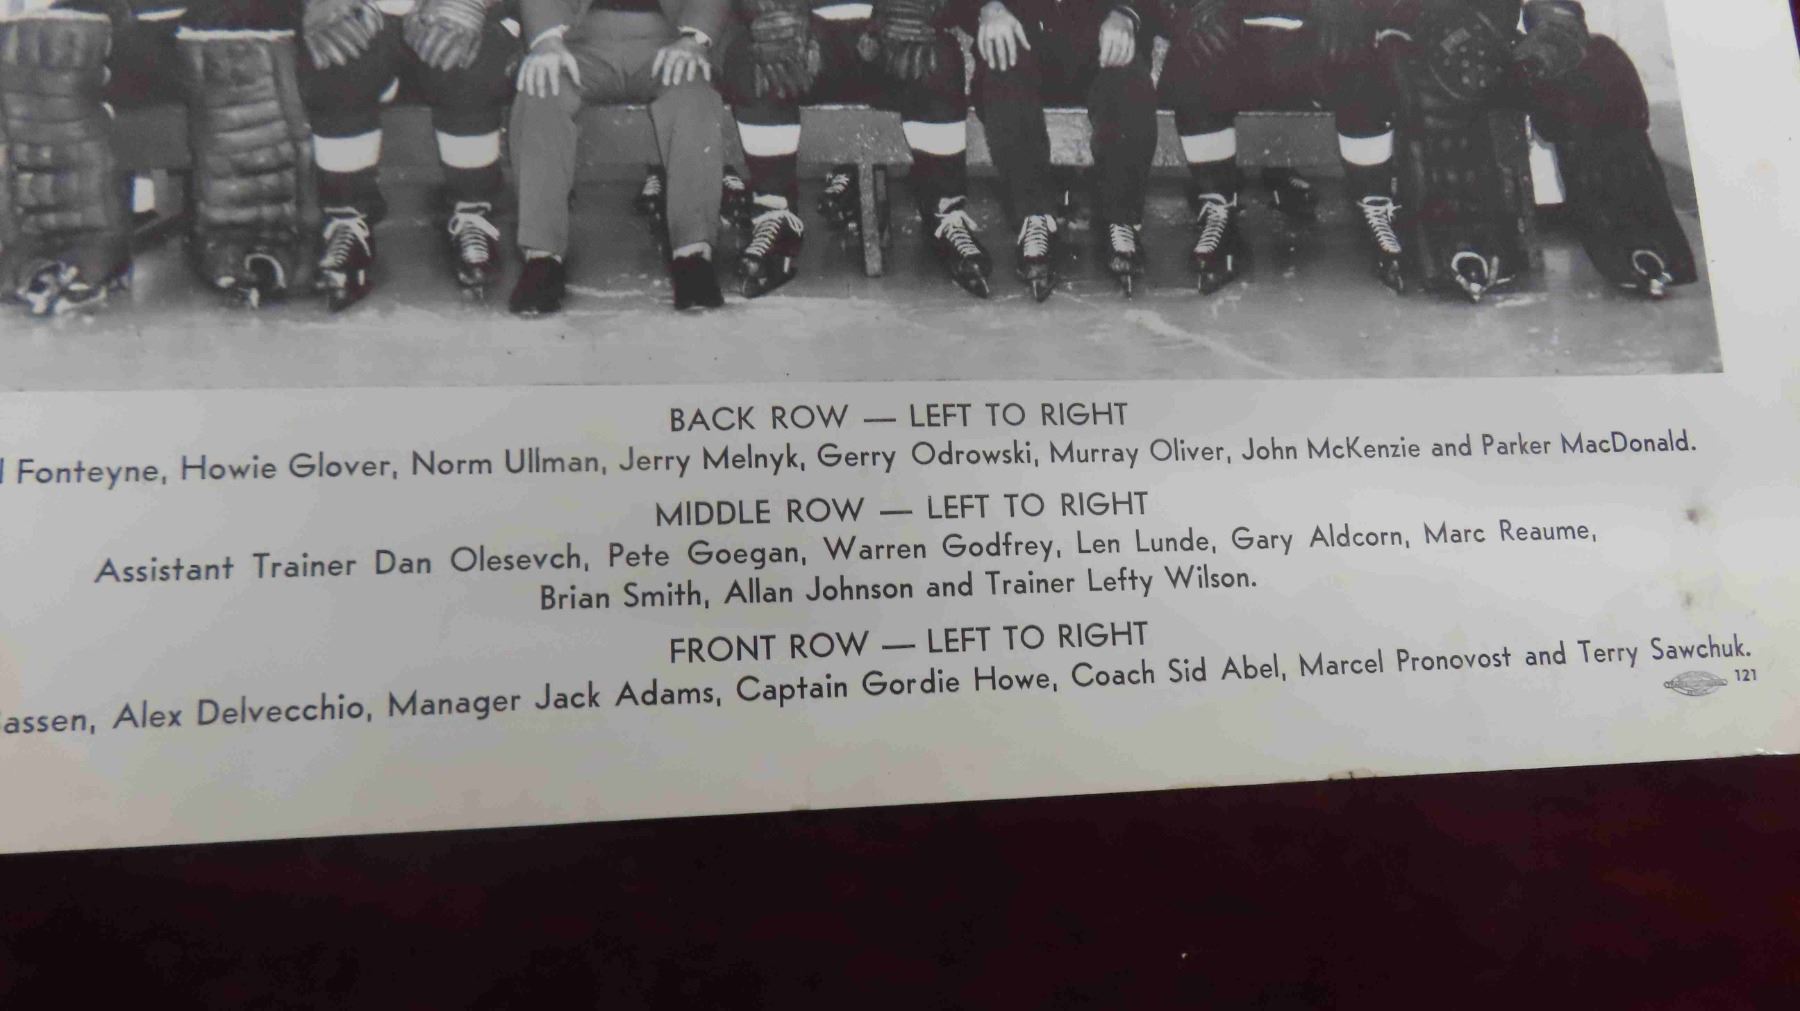 BACK ROW — LEFT TO RIGHT
Fonteyne, Howie Glover, Norm Ullman, Jerry Melnyk, Gerry Odrowski, Murray Oliver, John McKenzie and Parker MacDonald.
MIDDLE ROW — LEFT TO RIGHT
Assistant Trainer Dan Olesevch, Pete Goegan, Warren Godfrey, Len Lunde, Gary Aldcorn, Marc Reaume,
Brian Smith, Allan Johnson and Trainer Lefty Wilson.
FRONT ROW — LEFT TO RIGHT
assen, Alex Delvecchio, Manager Jack Adams, Captain Gordie Howe, Coach Sid Abel, Marcel Pronovost and Terry Sawchuk.
121